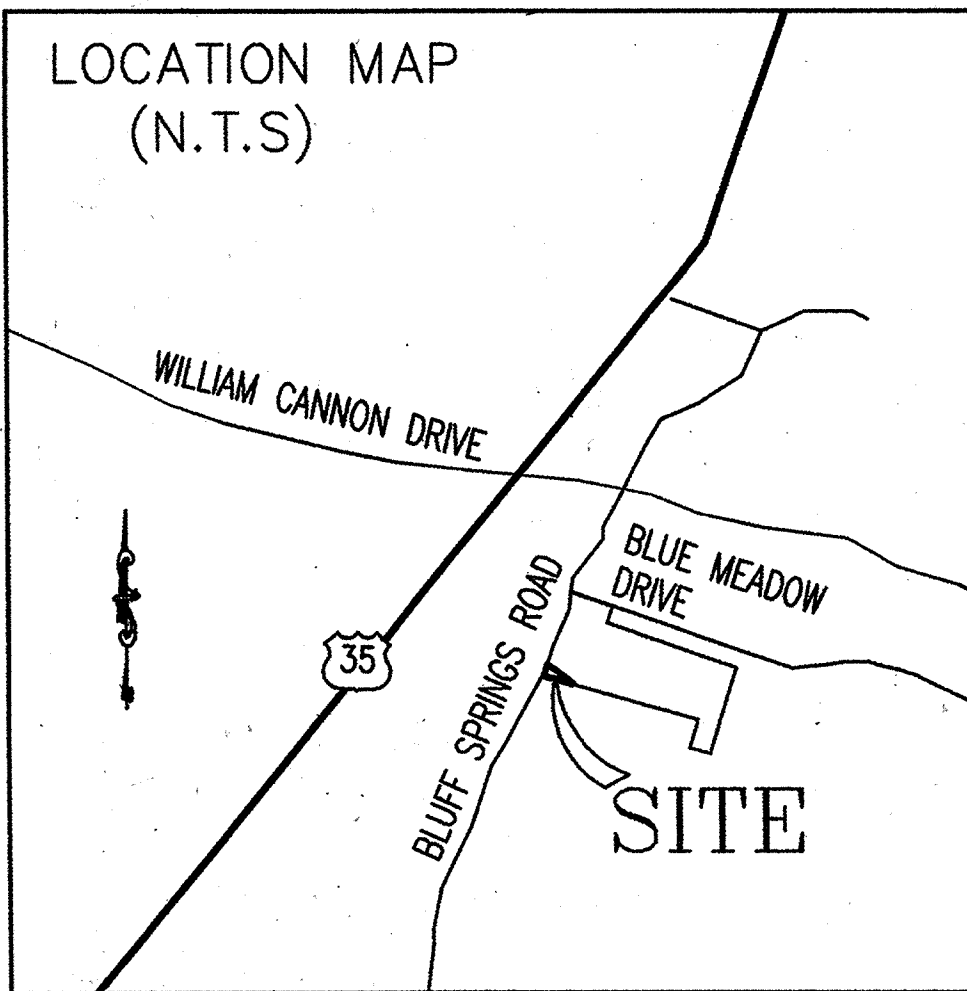 LOCATION MAP
(N.T.S)
WILLIAM CANNON DRIVE
BLUE MEADOW
DRIVE
BLUFF SPRINGS ROAD
35
SITE